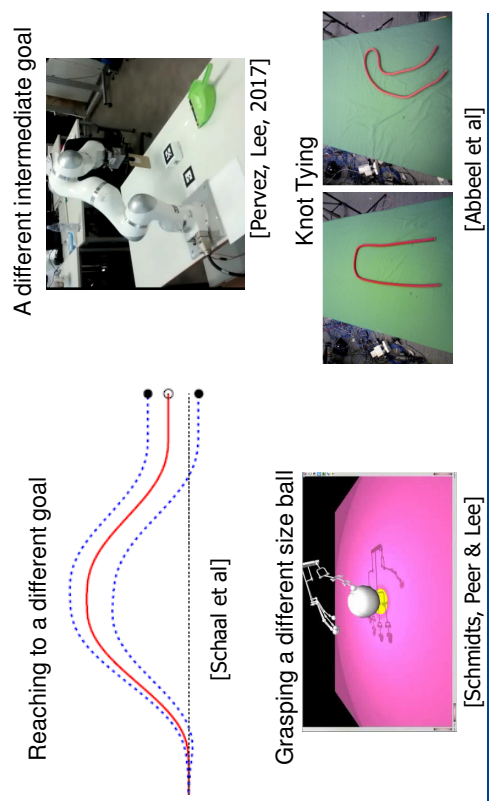 Reaching to a different goal
[Schaal et al]
A different intermediate goal
[Pervez, Lee, 2017]
Grasping a different size ball
[Schmidts, Peer & Lee]
Knot Tying
[Abbeel et al]